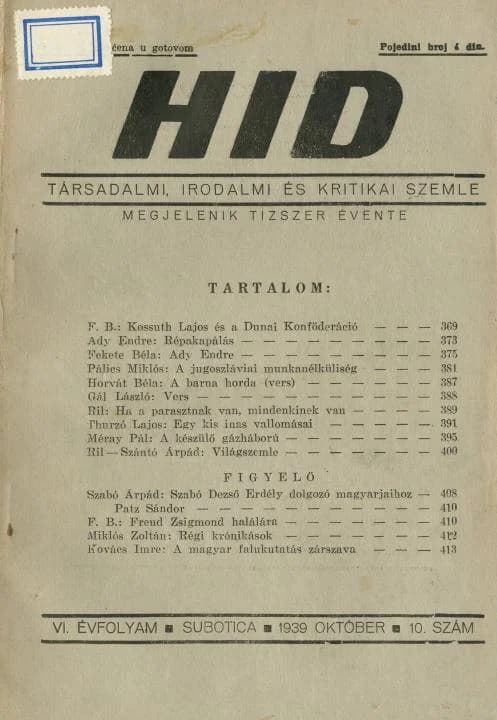 čena u gotovom
Pojedini broj 4 din.
HID
TÁRSADALMI, IRODALMI ÉS KRITIKAI SZEMLE
MEGJELENIK TIZSZER ÉVENTE
TARTALOM:
F. B.: Kossuth Lajos és a Dunai Konföderáció — — — 369
Ady Endre: Répakapálás — — — — — — — — — 373
Fekete Béla: Ady Endre — — — — — — — — — 375
Pálics Miklós: A jugoszláviai munkanélküliség — — — 381
Horvát Béla: A barna horda (vers) — — — — — — 387
Gál László: Vers — — — — — — — — — — — 388
Ril: Ha a parasztnak van, mindenkinek van — — — — 389
Thurzó Lajos: Egy kis inas vallomásai — — — — — 391
Méray Pál: A készülő gázháború — — — — — — — 395
Ril — Szántó Árpád: Világszemle — — — — — — 400
FIGYELŐ
Szabó Árpád: Szabó Dezső Erdély dolgozó magyarjaihoz — 408
Patz Sándor — — — — — — — — — — 410
F. B.: Freud Zsigmond halálára — — — — — — — 410
Miklós Zoltán: Régi krónikások — — — — — — — 412
Kovács Imre: A magyar falukutatás zárszava — — — 413
VI. ÉVFOLYAM ■ SUBOTICA ■ 1939 OKTÓBER ■ 10. SZÁM